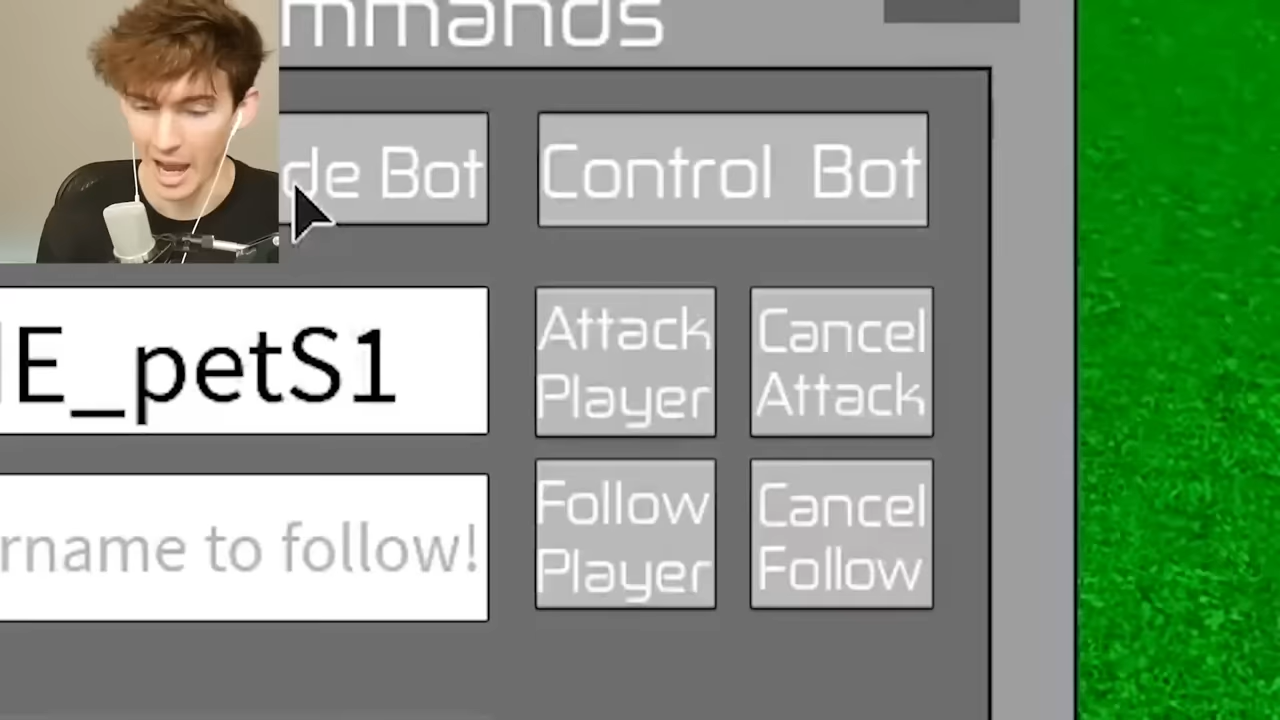 mmands
de Bot
Control Bot
E_petS1
Attack
Player
Cancel
Attack
rname to follow!
Follow
Player
Cancel
Follow